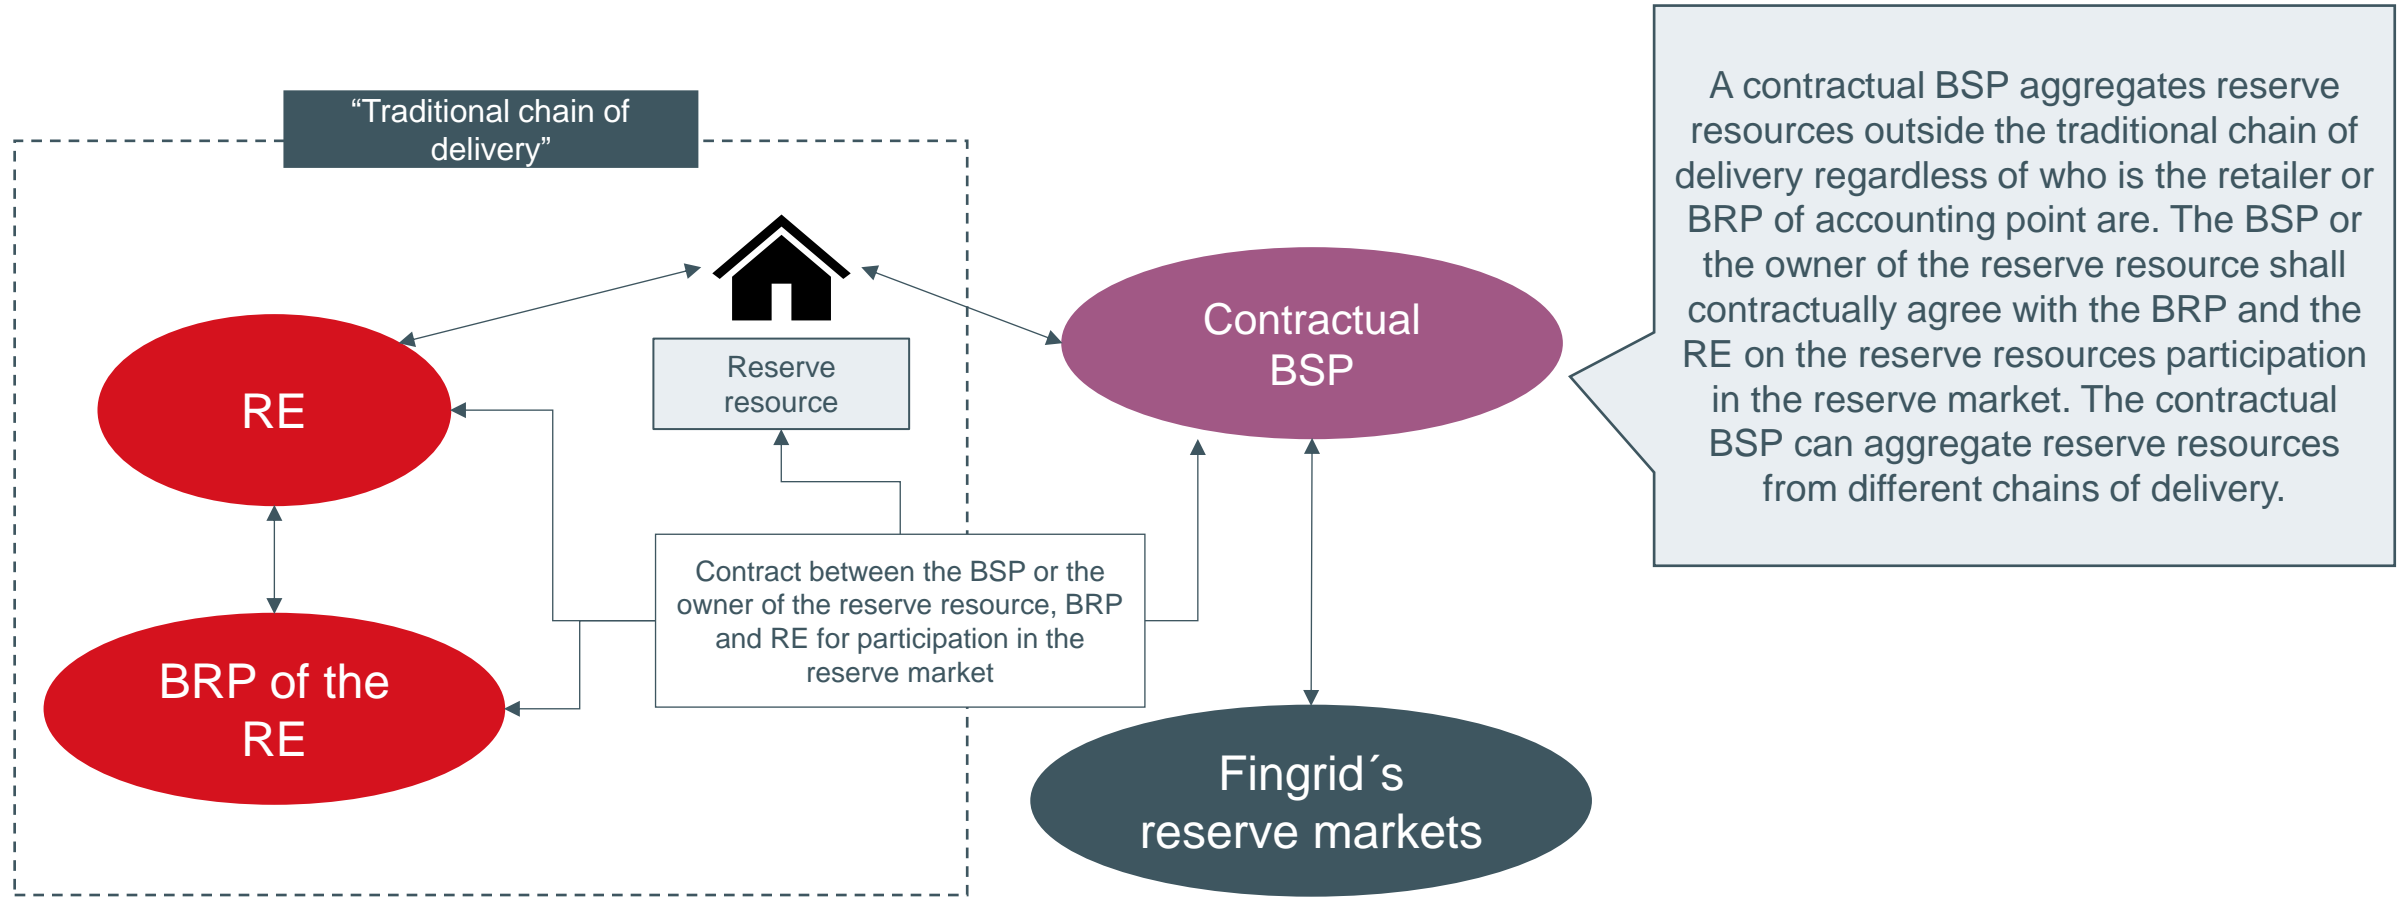 “Traditional chain of
delivery”
A contractual BSP aggregates reserve
resources outside the traditional chain of
delivery regardless of who is the retailer or
BRP of accounting point are. The BSP or
the owner of the reserve resource shall
contractually agree with the BRP and the
RE on the reserve resources participation
in the reserve market. The contractual
BSP can aggregate reserve resources
from different chains of delivery.
Contractual
BSP
Reserve
resource
RE
Contract between the BSP or the
owner of the reserve resource, BRP
and RE for participation in the
reserve market
BRP of the
RE
Fingrid´s
reserve markets